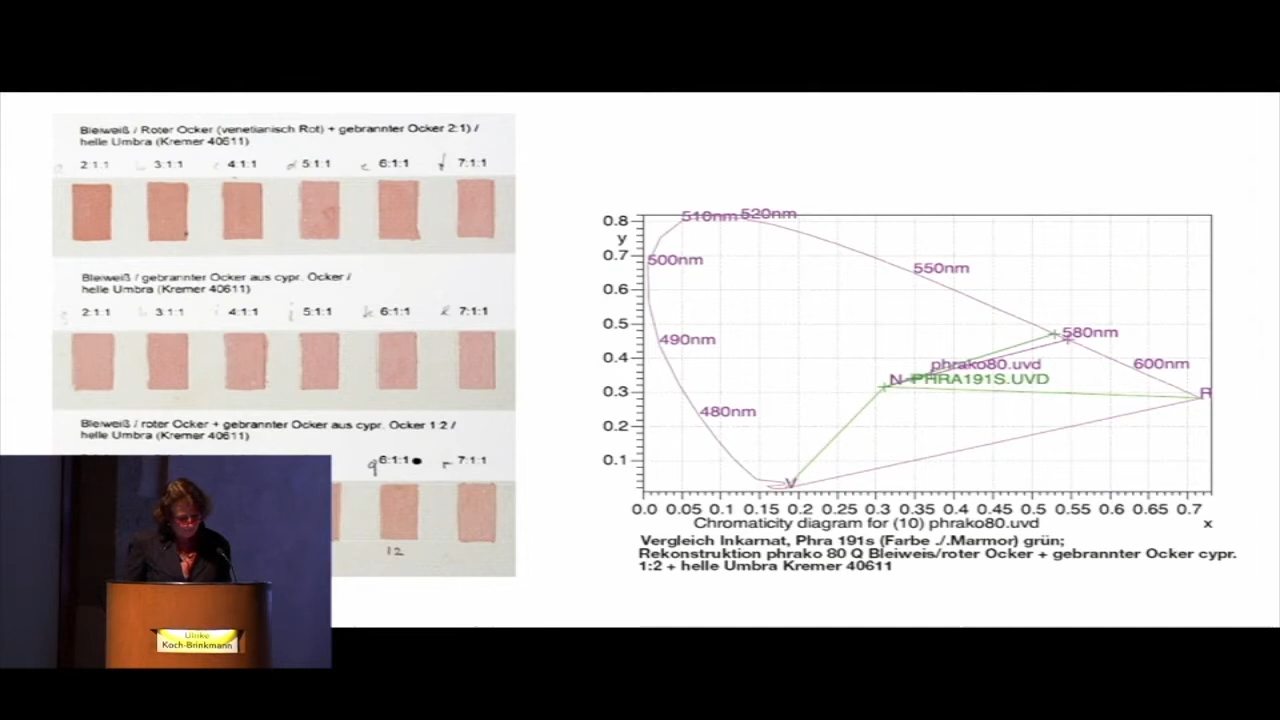 Bleiweiß / Roter Ocker (venetianisch Rot) + gebrannter Ocker 2:1) /
helle Umbra (Kremer 40611)
a 2:1:1 b 3:1:1 c 4:1:1 d 5:1:1 e 6:1:1 f 7:1:1
Bleiweiß / gebrannter Ocker aus cypr. Ocker /
helle Umbra (Kremer 40611)
g 2:1:1 h 3:1:1 i 4:1:1 j 5:1:1 k 6:1:1 l 7:1:1
Bleiweiß / roter Ocker + gebrannter Ocker aus cypr. Ocker 1:2 /
helle Umbra (Kremer 40611)
q 6:1:1 r 7:1:1
12
Ulrike
Koch-Brinkmann
0.8 510nm 520nm
y
0.7 500nm 550nm
0.6
0.5 580nm
490nm
0.4 phrako80.uvd 600nm
N PHRA191S.UVD
0.3 R
480nm
0.2
0.1
V
0.0 0.05 0.1 0.15 0.2 0.25 0.3 0.35 0.4 0.45 0.5 0.55 0.6 0.65 0.7
Chromaticity diagram for (10) phrako80.uvd x
Vergleich Inkarnat, Phra 191s (Farbe ./.Marmor) grün;
Rekonstruktion phrako 80 Q Bleiweis/roter Ocker + gebrannter Ocker cypr.
1:2 + helle Umbra Kremer 40611